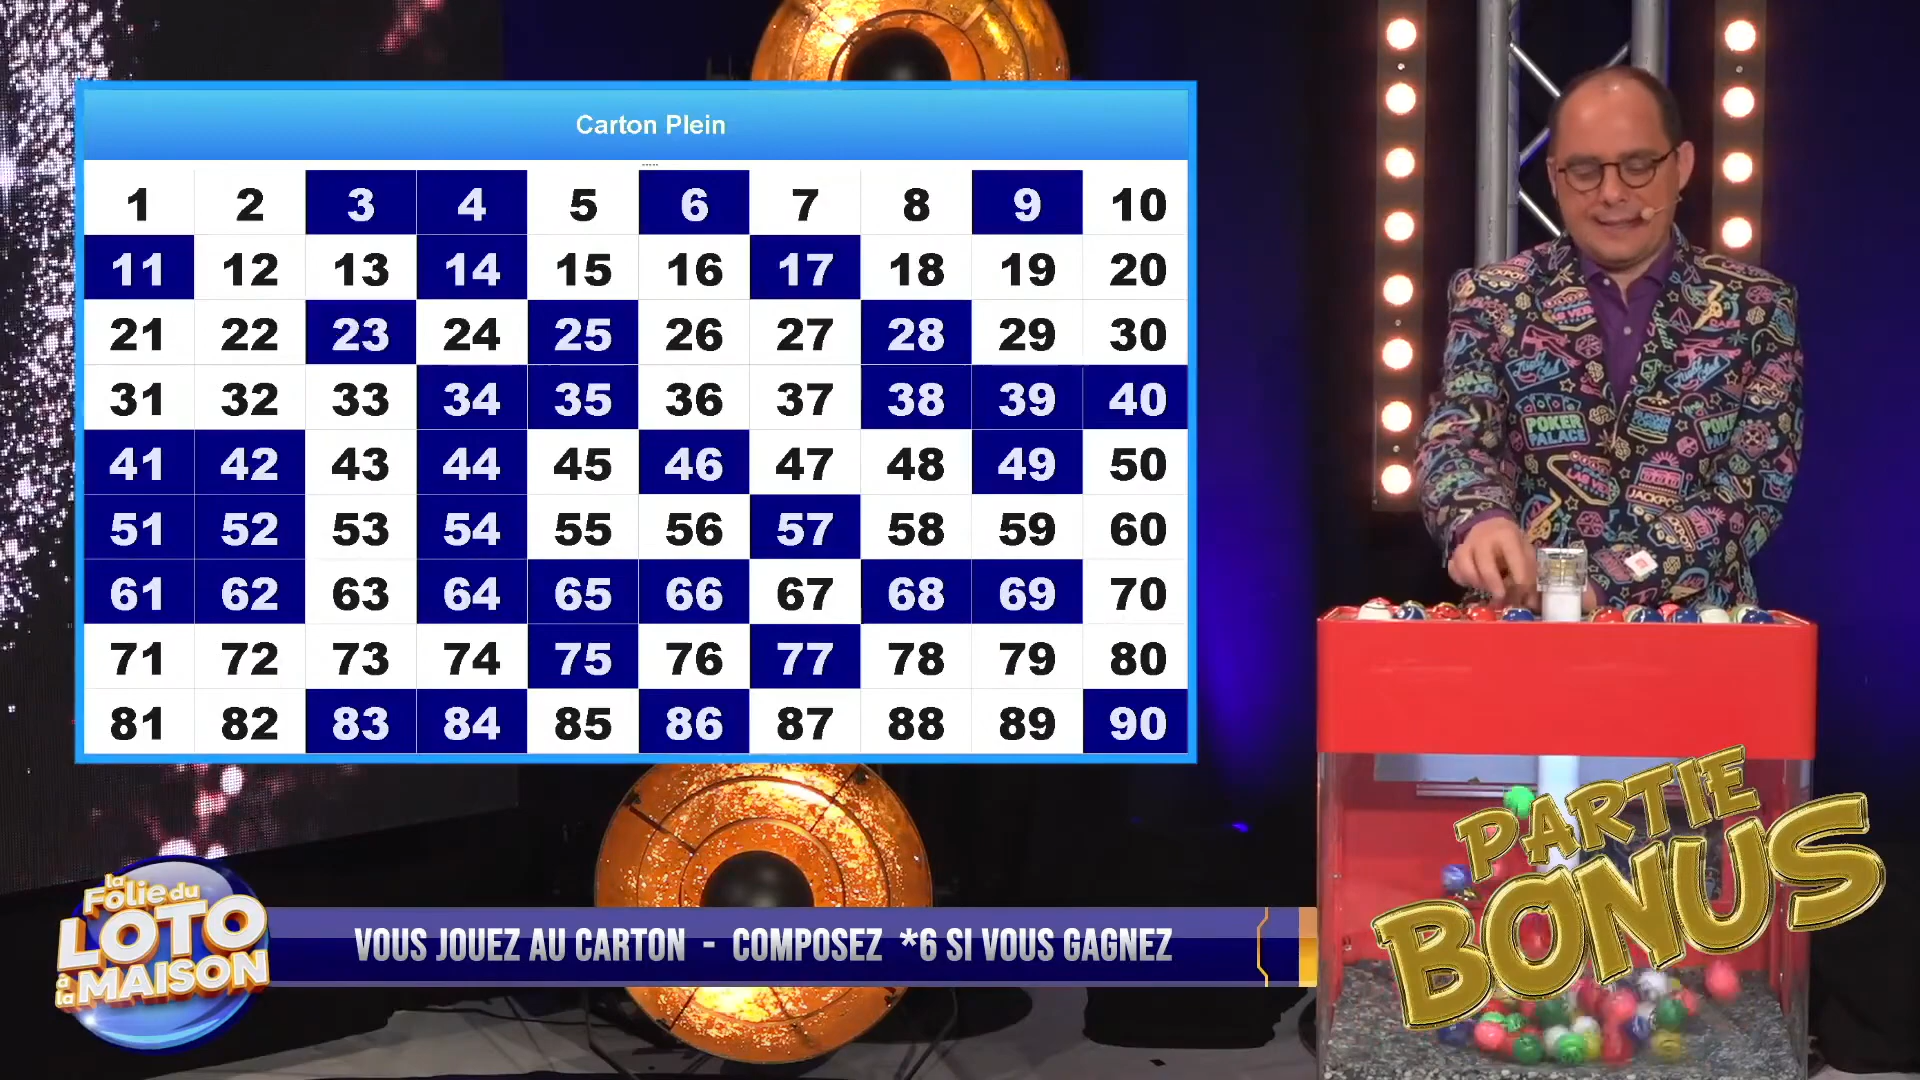 Carton Plein
1 2 3 4 5 6 7 8 9 10
11 12 13 14 15 16 17 18 19 20
21 22 23 24 25 26 27 28 29 30
31 32 33 34 35 36 37 38 39 40
41 42 43 44 45 46 47 48 49 50
51 52 53 54 55 56 57 58 59 60
61 62 63 64 65 66 67 68 69 70
71 72 73 74 75 76 77 78 79 80
81 82 83 84 85 86 87 88 89 90
POKER PALACE
JACKPOT
PARTIE
BONUS
la Folie du
LOTO
à la MAISON
VOUS JOUEZ AU CARTON - COMPOSEZ *6 SI VOUS GAGNEZ